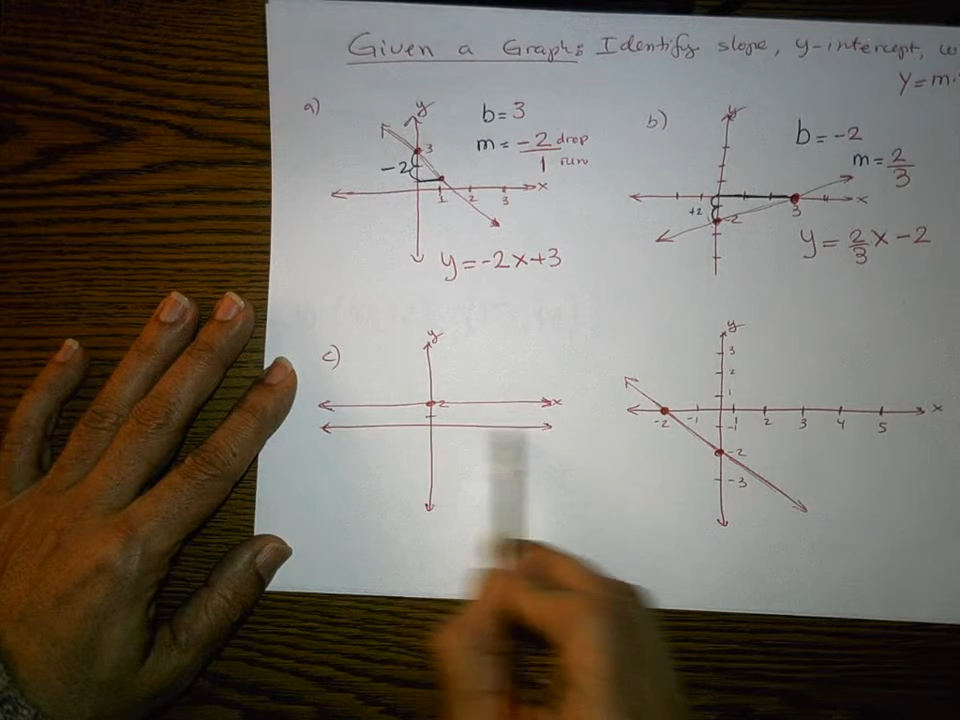 Given a Graph: Identify slope, y-intercept,
y=m
a)
y
b=3
m = -2 drop
1 run
3
-2
x
1 2 3
y=-2x+3
b)
y
b=-2
m=2
3
x
+2
-2
3
y=2x-2
3
c)
y
2
x
y
3
2
1
x
-2 -1 1 2 3 4 5
-1
-2
-3